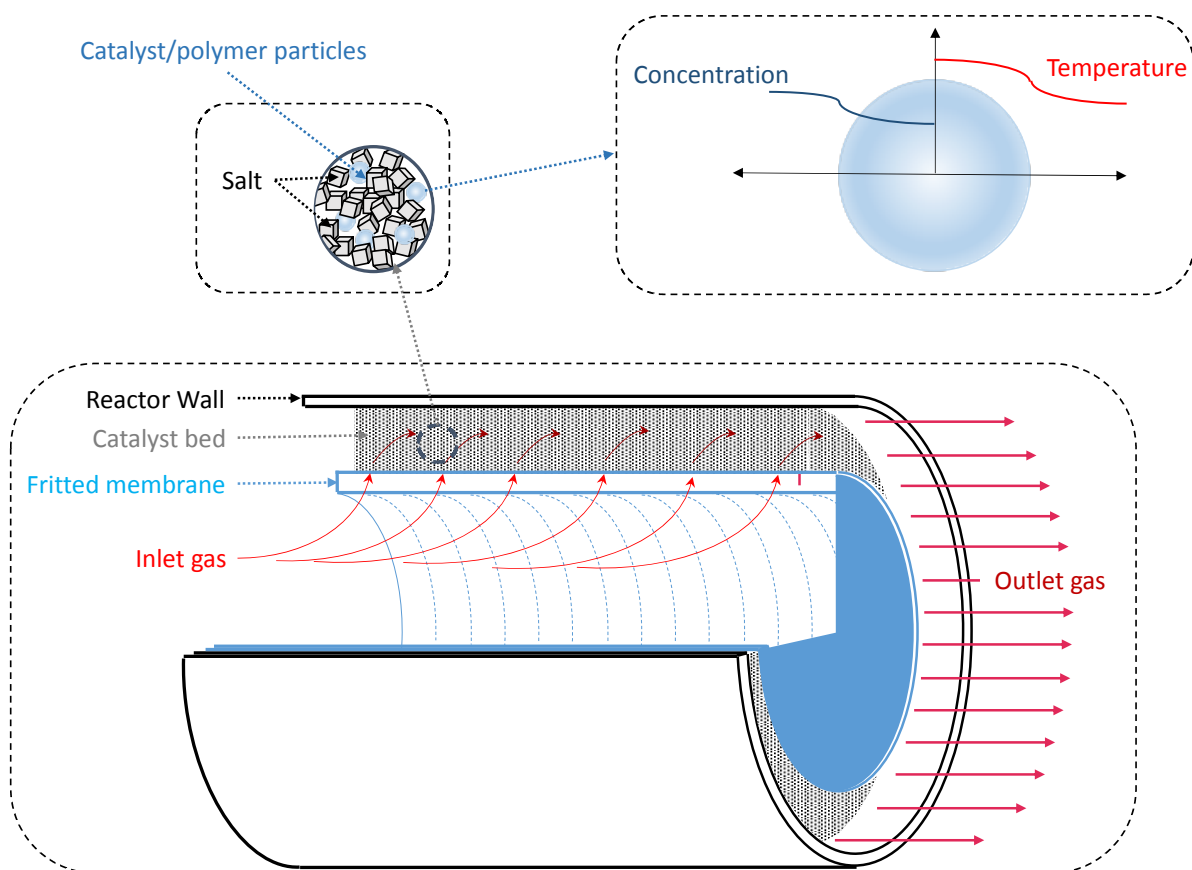 Catalyst/polymer particles
Concentration
Temperature
Salt
Reactor Wall
Catalyst bed
Fritted membrane
Inlet gas
Outlet gas